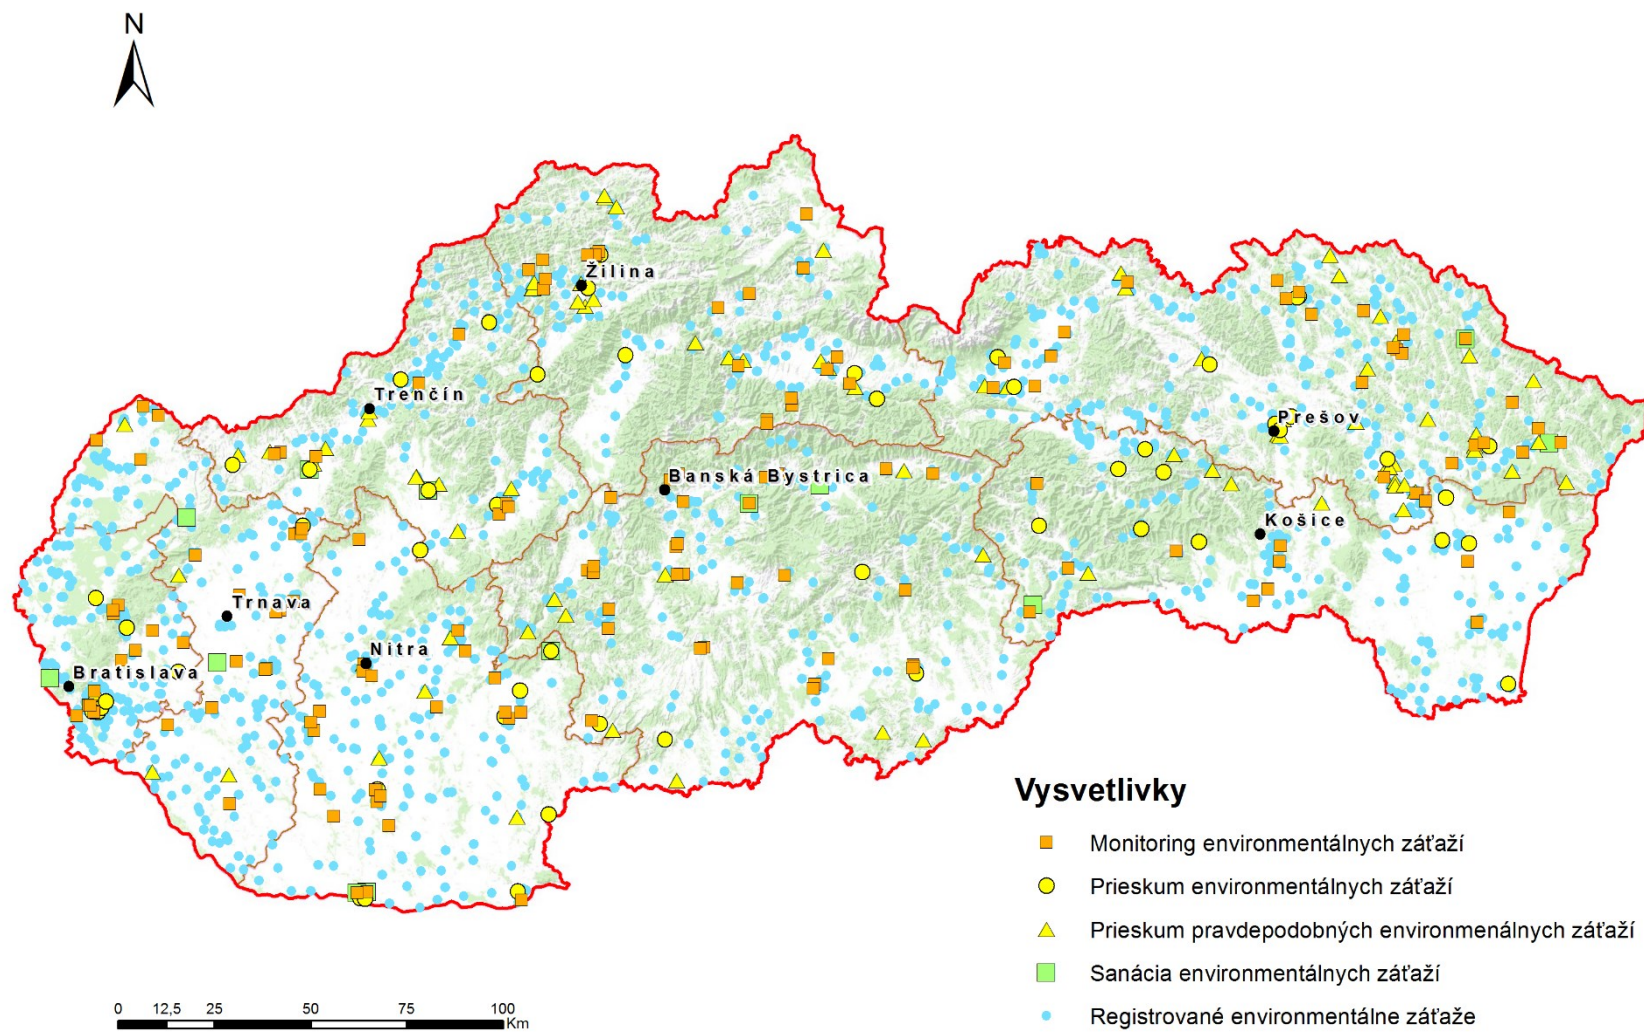 N
Žilina
Trenčín
Prešov
Banská Bystrica
Košice
Trnava
Nitra
Bratislava
Vysvetlivky
Monitoring environmentálnych záťaží
Prieskum environmentálnych záťaží
Prieskum pravdepodobných environmenálnych záťaží
Sanácia environmentálnych záťaží
Registrované environmentálne záťaže
0 12,5 25 50 75 100
Km